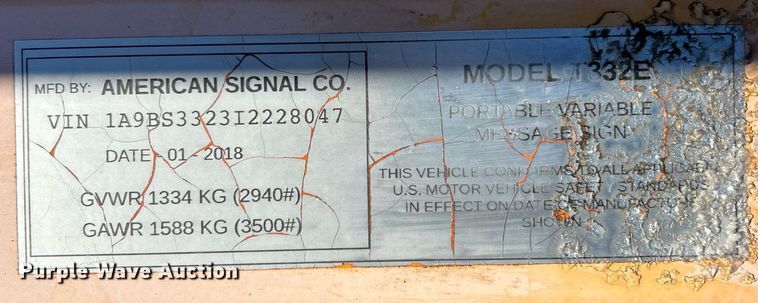 MFD BY: AMERICAN SIGNAL CO.
VIN 1A9BS3323I2228047
DATE - 01 - 2018
GVWR 1334 KG (2940#)
GAWR 1588 KG (3500#)
MODEL T332E
PORTABLE VARIABLE
MESSAGE SIGN
THIS VEHICLE CONFORMS TO ALL
U.S. MOTOR VEHICLE SAFETY STANDARDS
IN EFFECT ON DATE OF MANUFACTURE
SHOWN
Purple Wave Auction